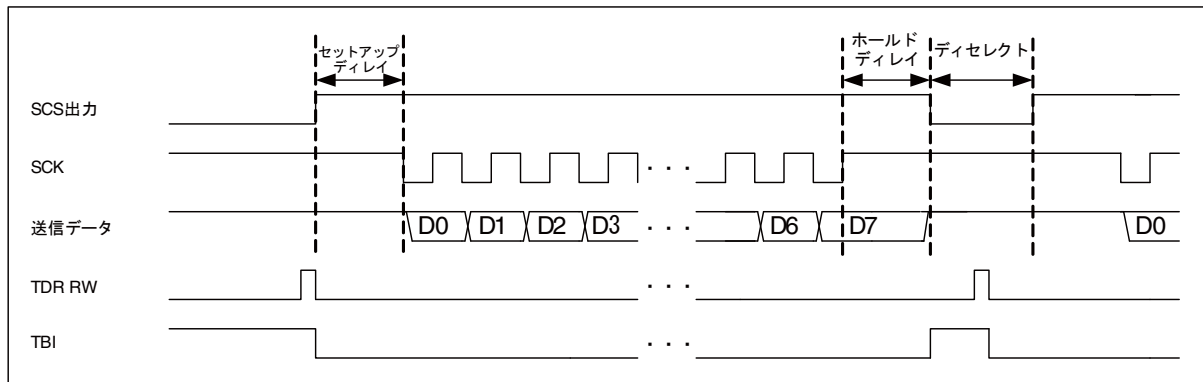 セットアップ
ディレイ
ホールド
ディレイ
ディセレクト
SCS出力
SCK
・・・
送信データ
D0 D1 D2 D3 ・・・ D6 D7 D0
TDR RW
・・・
TBI
・・・